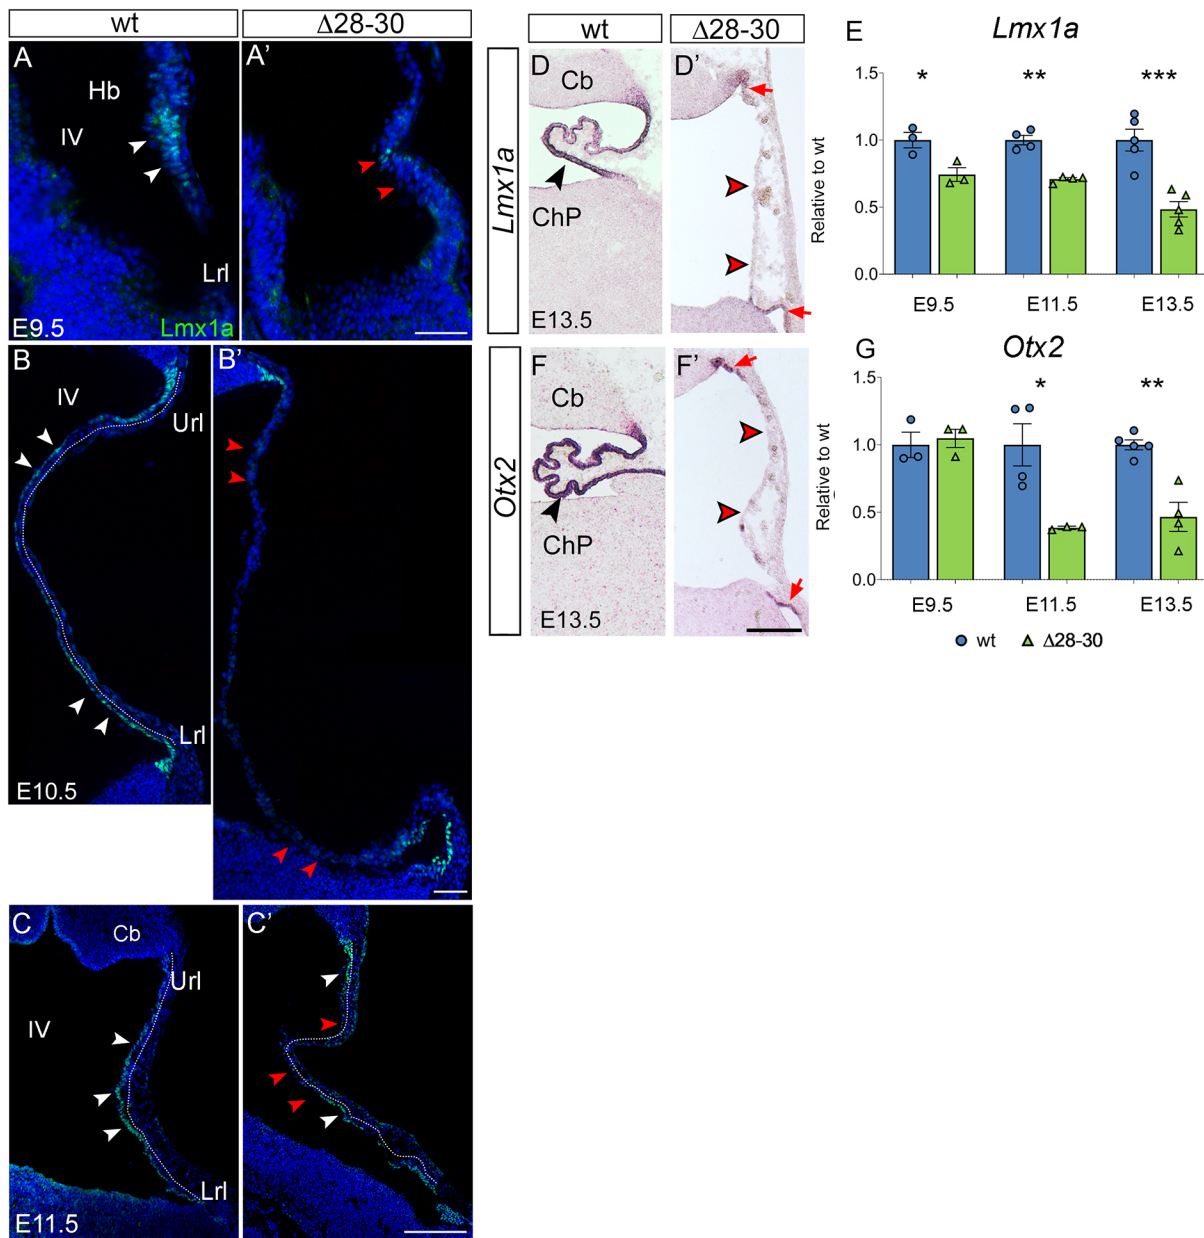 wt
Δ28-30
A
Hb
IV
Lrl
E9.5
Lmx1a
A'
B
IV
Url
Lrl
E10.5
B'
C
Cb
Url
IV
Lrl
E11.5
C'
wt
Δ28-30
Lmx1a
D
Cb
ChP
E13.5
D'
Otx2
F
Cb
ChP
E13.5
F'
E
Lmx1a
Relative to wt
1.5
1.0
0.5
0.0
*
**
***
E9.5
E11.5
E13.5
G
Otx2
Relative to wt
1.5
1.0
0.5
0.0
*
**
E9.5
E11.5
E13.5
wt
Δ28-30